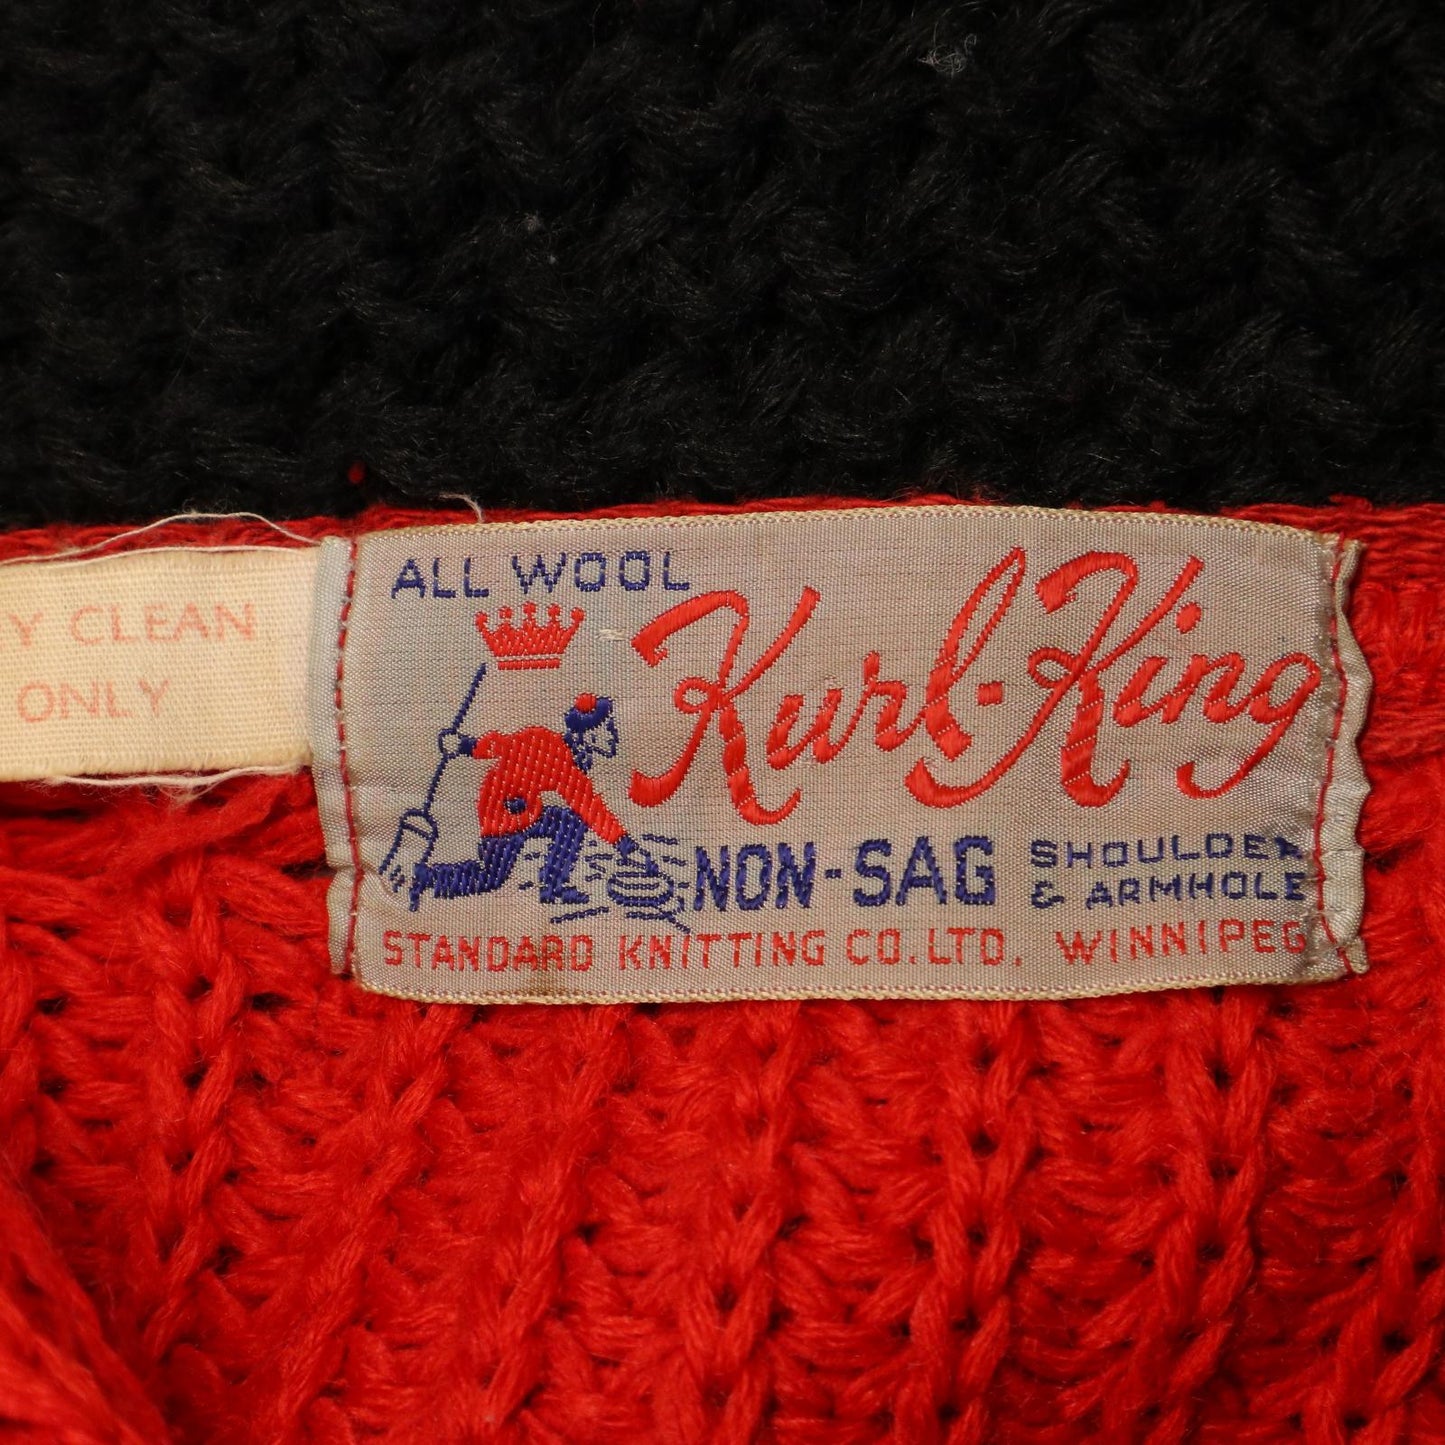 Y CLEAN
ONLY
ALL WOOL
Kurl-King
NON-SAG SHOULDER
& ARMHOLE
STANDARD KNITTING CO. LTD. WINNIPEG